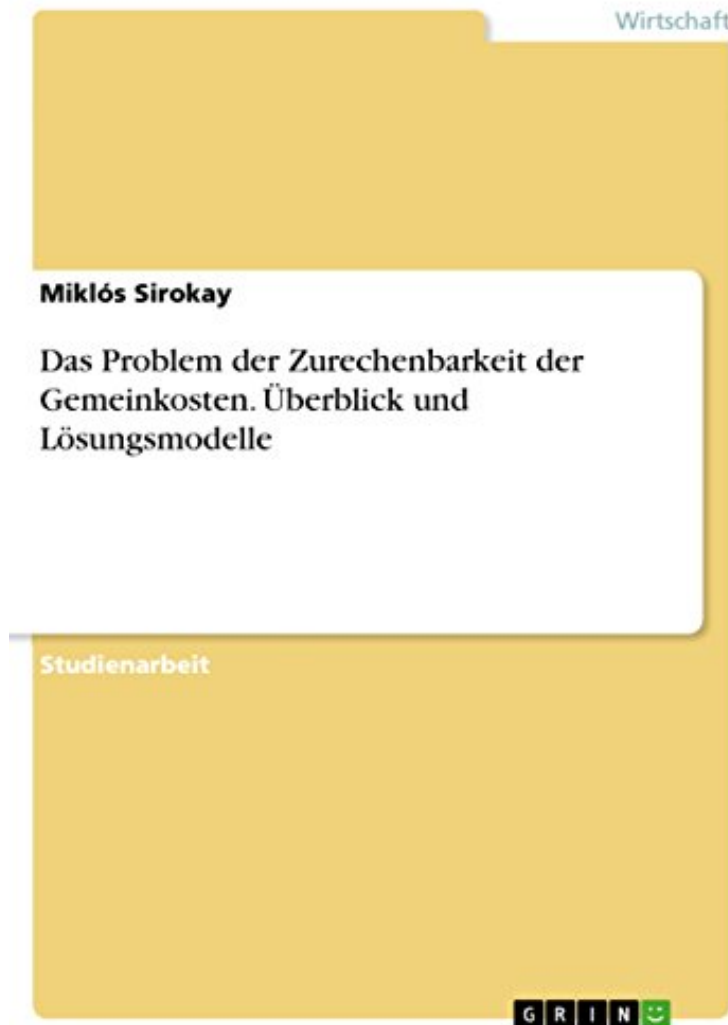 Wirtschaft
Miklós Sirokay
Das Problem der Zurechenbarkeit der
Gemeinkosten. Überblick und
Lösungsmodelle
Studienarbeit
GRIN